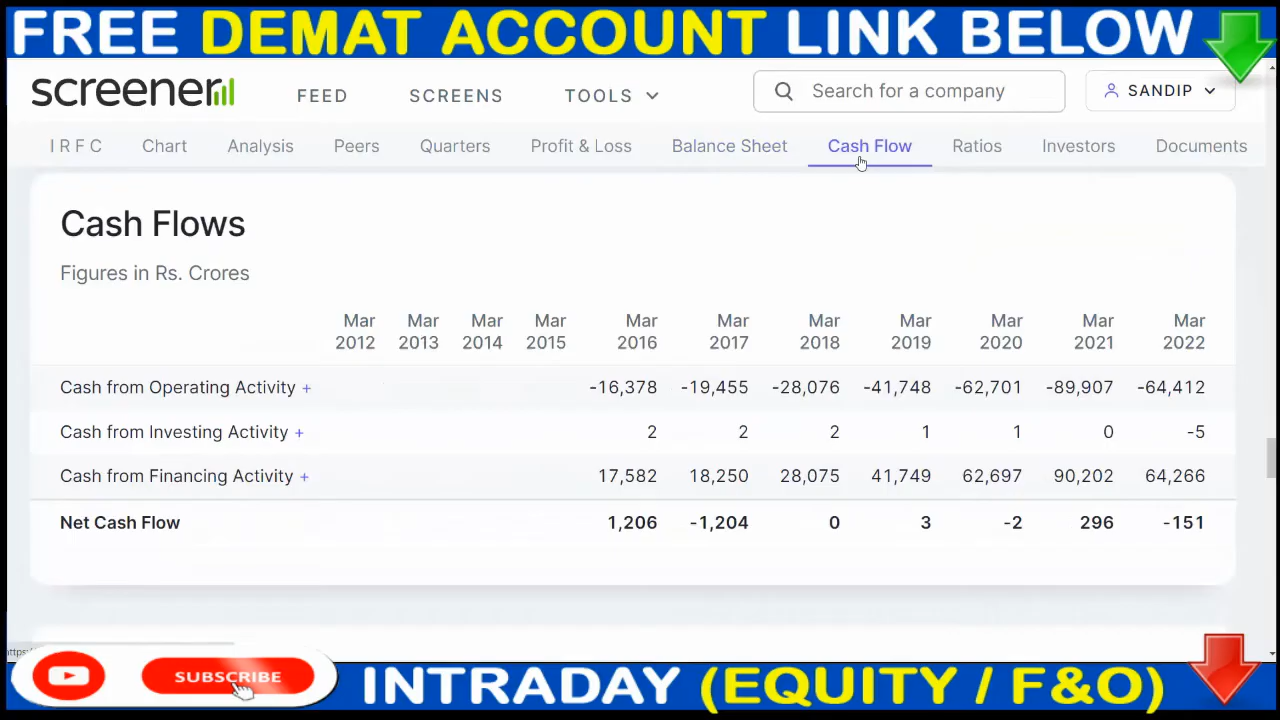 FREE DEMAT ACCOUNT LINK BELOW
screener
FEED SCREENS TOOLS
Search for a company
SANDIP
I R F C Chart Analysis Peers Quarters Profit & Loss Balance Sheet Cash Flow Ratios Investors Documents
Cash Flows
Figures in Rs. Crores
Mar 2012 Mar 2013 Mar 2014 Mar 2015 Mar 2016 Mar 2017 Mar 2018 Mar 2019 Mar 2020 Mar 2021 Mar 2022
Cash from Operating Activity + -16,378 -19,455 -28,076 -41,748 -62,701 -89,907 -64,412
Cash from Investing Activity + 2 2 2 1 1 0 -5
Cash from Financing Activity + 17,582 18,250 28,075 41,749 62,697 90,202 64,266
Net Cash Flow 1,206 -1,204 0 3 -2 296 -151
SUBSCRIBE
INTRADAY (EQUITY / F&O)